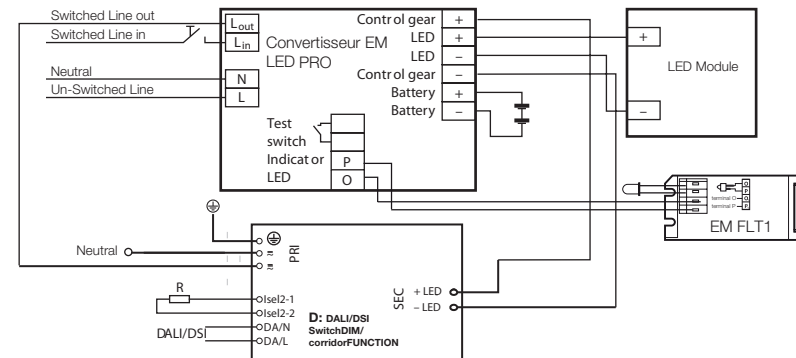 Switched Line out
Switched Line in
Neutral
Un-Switched Line
Lout
Lin
N
L
Convertisseur EM
LED PRO
Test
switch
Indicator
LED
P
O
Control gear +
LED +
LED –
Control gear –
Battery +
Battery –
+
–
LED Module
terminal O
terminal P
O
P
O
P
EM FLT1
Neutral
PRI
R
DALI/DSI
Isel2-1
Isel2-2
DA/N
DA/L
D: DALI/DSI
SwitchDIM/
corridorFUNCTION
SEC
+ LED
– LED